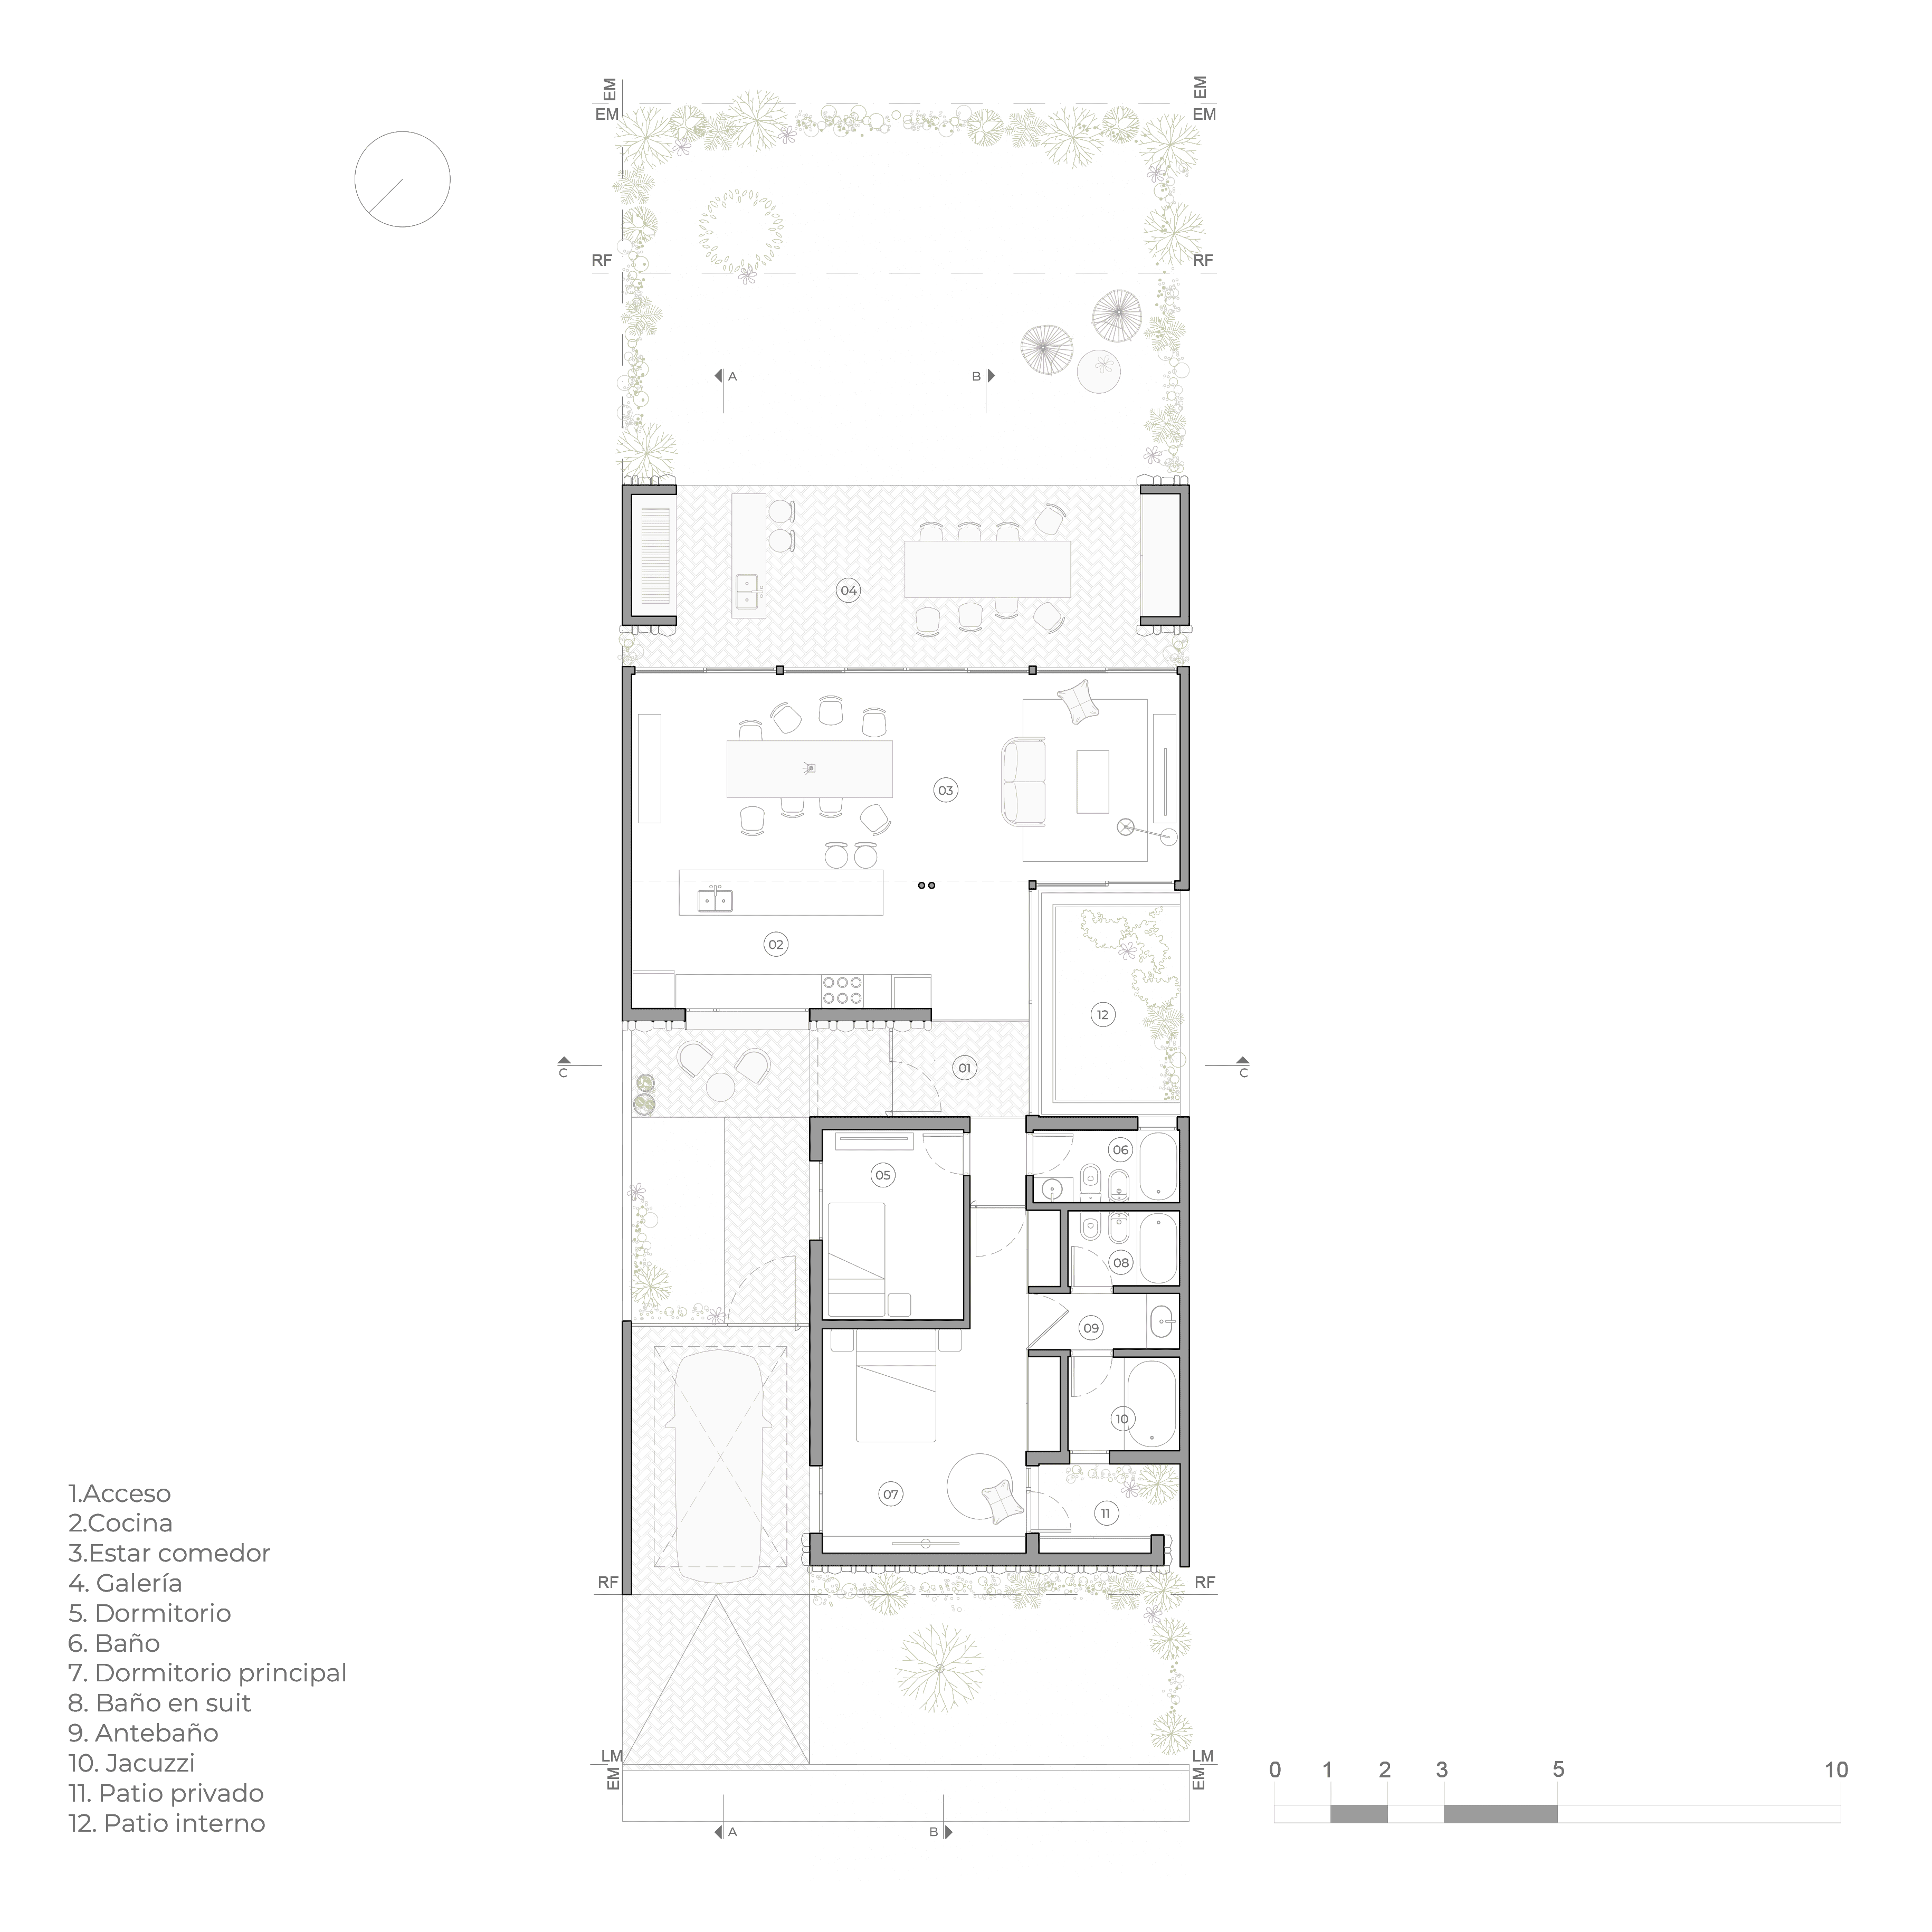 EM
EM
EM
EM
RF
RF
A
B
04
03
02
12
01
C
C
06
05
08
09
10
07
11
1.Acceso
2.Cocina
3.Estar comedor
4. Galería
5. Dormitorio
6. Baño
7. Dormitorio principal
8. Baño en suit
9. Antebaño
10. Jacuzzi
11. Patio privado
12. Patio interno
RF
RF
LM
LM
EM
EM
A
B
0 1 2 3 5 10